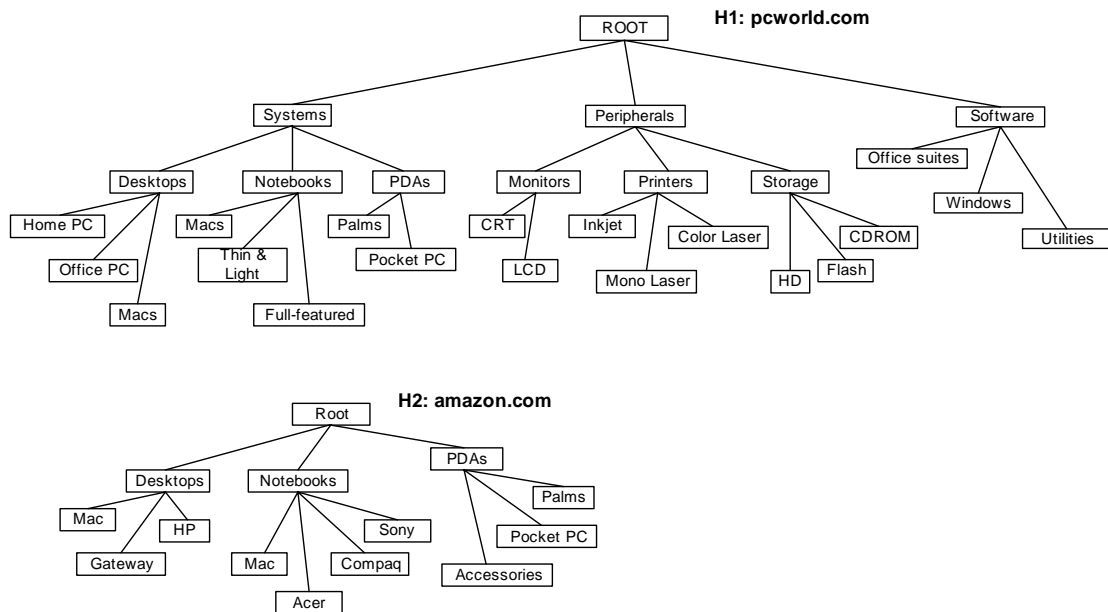 H1: pcworld.com
ROOT
Systems
Peripherals
Software
Office suites
Desktops
Notebooks
PDAs
Monitors
Printers
Storage
Windows
Home PC
Macs
Palms
CRT
Inkjet
Color Laser
CDROM
Utilities
Office PC
Thin &
Light
Pocket PC
LCD
Mono Laser
HD
Flash
Macs
Full-featured
H2: amazon.com
Root
PDAs
Desktops
Notebooks
Palms
Mac
HP
Sony
Pocket PC
Gateway
Mac
Compaq
Accessories
Acer